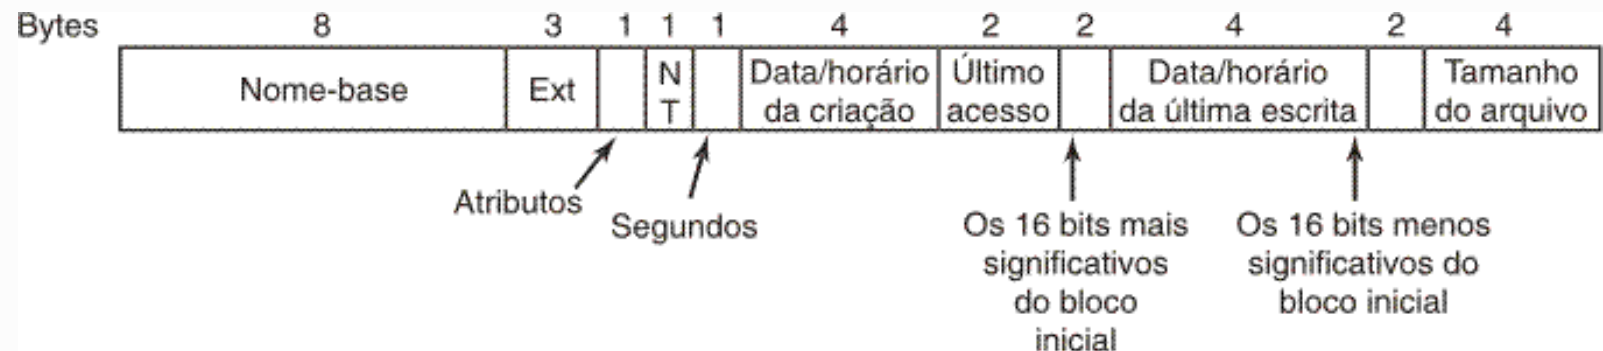 Bytes 8 3 1 1 1 4 2 2 4 2 4
Nome-base
Ext
N
T
Data/horário
da criação
Último
acesso
Data/horário
da última escrita
Tamanho
do arquivo
Atributos
Segundos
Os 16 bits mais
significativos
do bloco
inicial
Os 16 bits menos
significativos do
bloco inicial